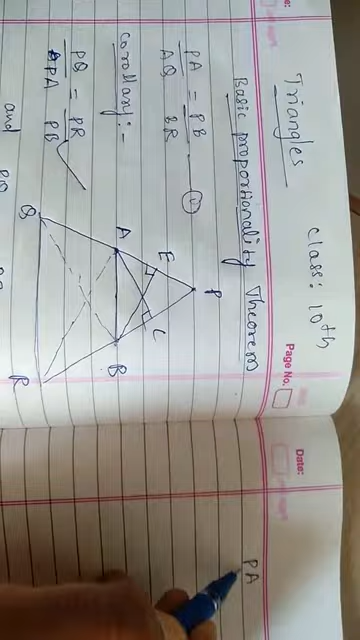 Triangles class: 10th
Page No.
Basic proportionality Theorem
PA = PB — ①
AQ BR
corollary:-
PQ = PR
PA PB
and
P
E
C
A
B
Q
R
Date:
PA